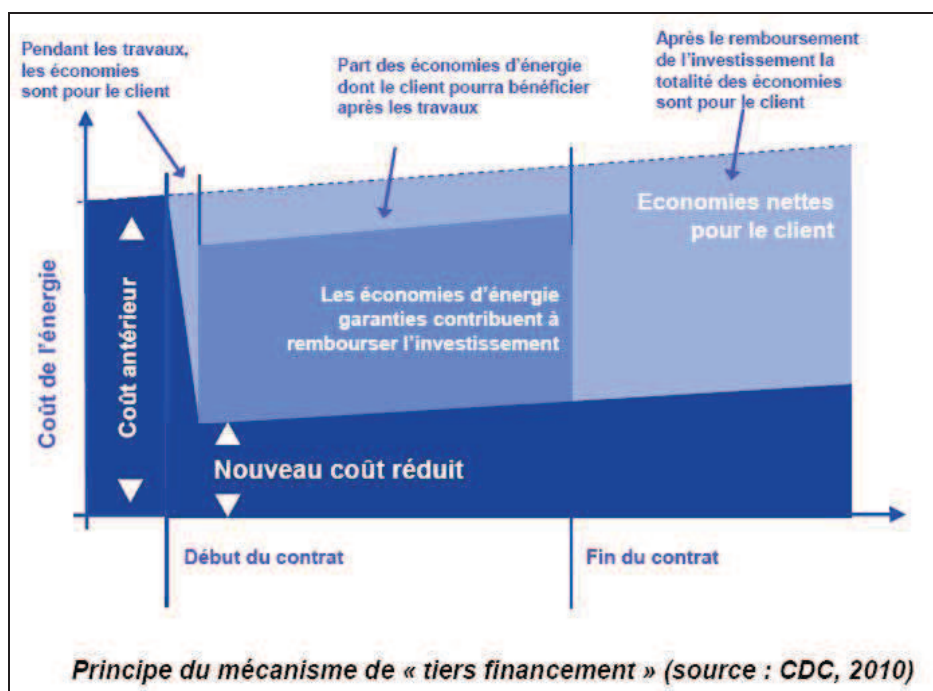 Pendant les travaux,
les économies
sont pour le client
Part des économies d'énergie
dont le client pourra bénéficier
après les travaux
Après le remboursement
de l'investissement la
totalité des économies
sont pour le client
Economies nettes
pour le client
Coût de l'énergie
Coût antérieur
Les économies d'énergie
garanties contribuent à
rembourser l'investissement
Nouveau coût réduit
Début du contrat
Fin du contrat
Principe du mécanisme de « tiers financement » (source : CDC, 2010)